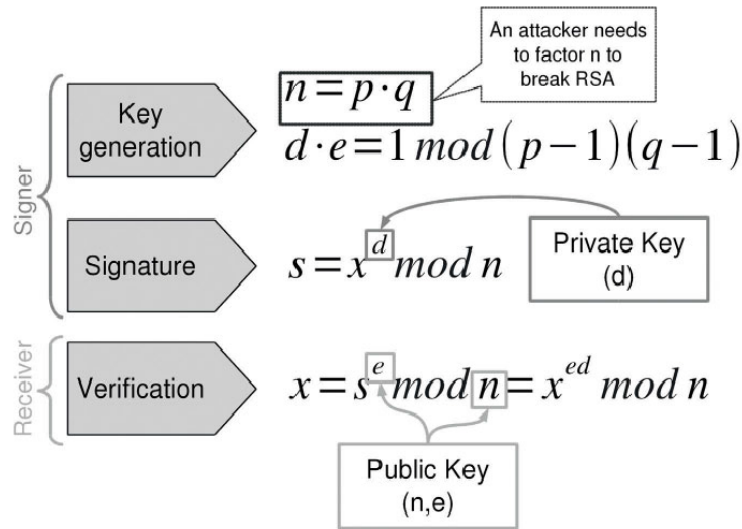 An attacker needs
to factor n to
break RSA
Signer
Key
generation
n = p · q
d · e = 1 mod (p − 1)(q − 1)
Signature
s = x^d mod n
Private Key
(d)
Receiver
Verification
x = s^e mod n = x^{ed} mod n
Public Key
(n,e)